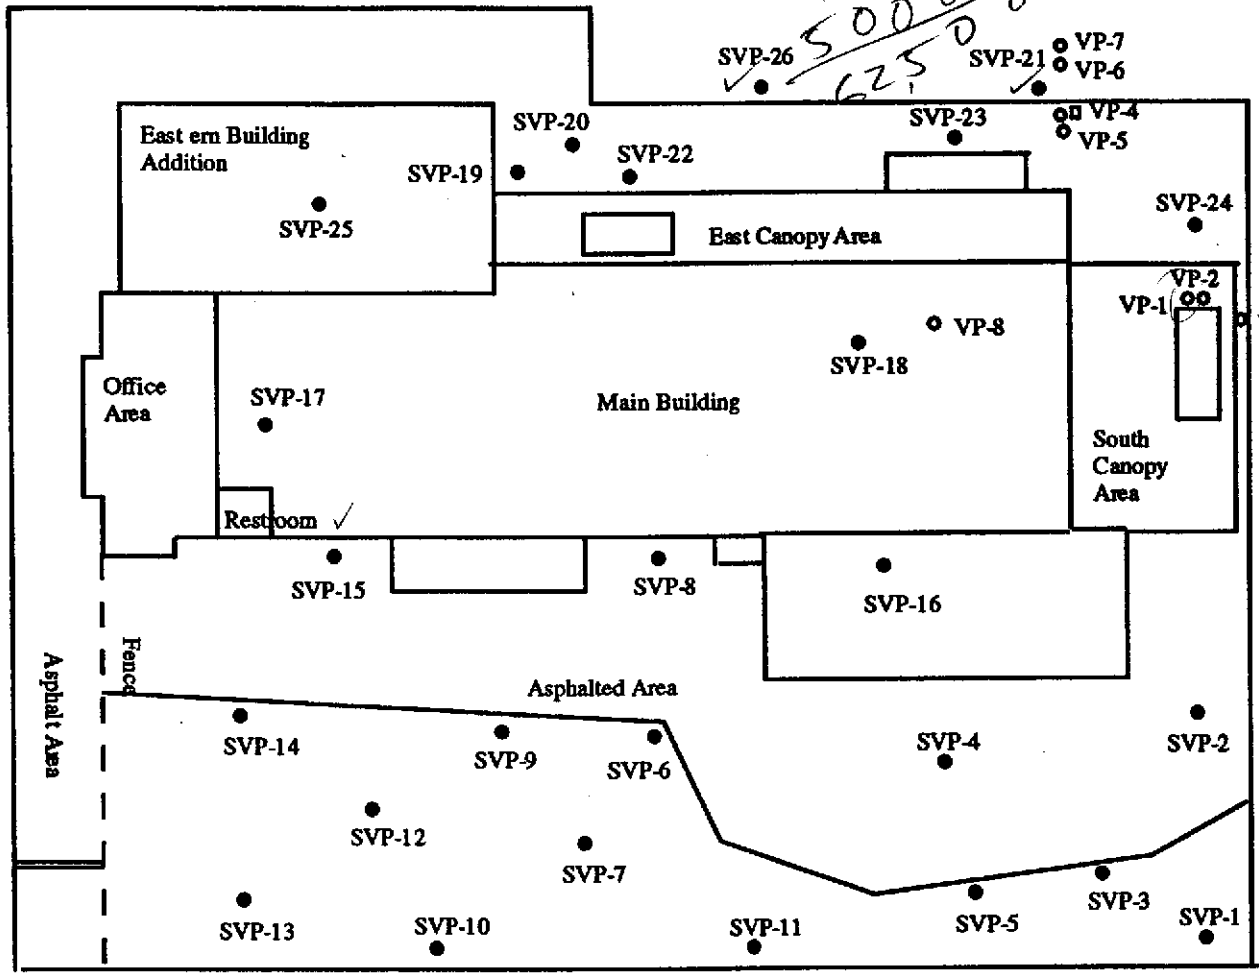 5000
6250
SVP-26
SVP-21
VP-7
VP-6
SVP-20
SVP-23
VP-4
VP-5
East ern Building
Addition
SVP-19
SVP-22
SVP-25
East Canopy Area
SVP-24
VP-2
VP-1
VP-8
SVP-18
Office
Area
SVP-17
Main Building
South
Canopy
Area
Restroom
SVP-15
SVP-8
SVP-16
Fence
Asphalt Area
Asphalted Area
SVP-14
SVP-9
SVP-6
SVP-4
SVP-2
SVP-12
SVP-7
SVP-3
SVP-13
SVP-10
SVP-11
SVP-5
SVP-1